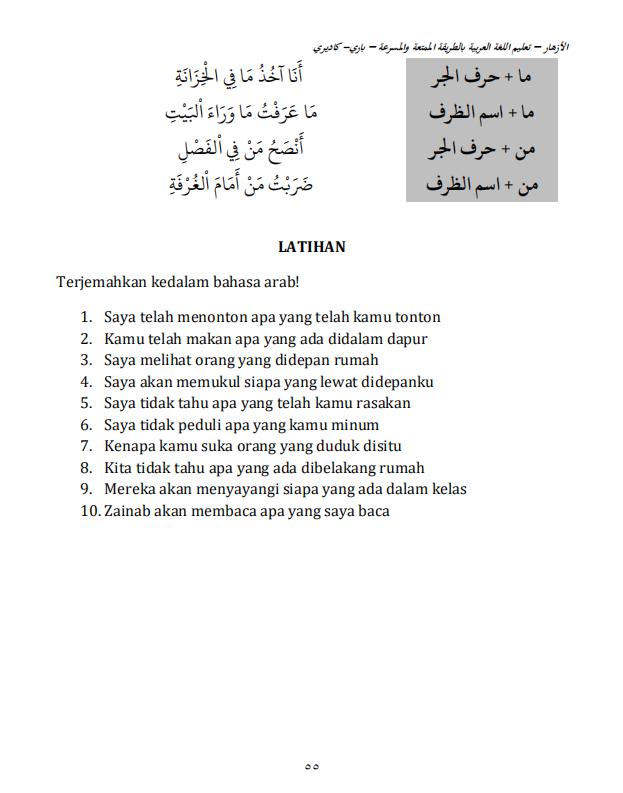 الأزهار – تعليم اللغة العربية بالطريقة الممتعة والمسرعة – باري– كاديري
ما + حرف الجر أَنَا آخُذُ مَا فِي الْخِزَانَةِ
ما + اسم الظرف مَا عَرَفْتُ مَا وَرَاءَ الْبَيْتِ
من + حرف الجر أَنْصَحُ مَنْ فِي الْفَصْلِ
من + اسم الظرف ضَرَبْتُ مَنْ أَمَامَ الْغُرْفَةِ
LATIHAN
Terjemahkan kedalam bahasa arab!
1. Saya telah menonton apa yang telah kamu tonton
2. Kamu telah makan apa yang ada didalam dapur
3. Saya melihat orang yang didepan rumah
4. Saya akan memukul siapa yang lewat didepanku
5. Saya tidak tahu apa yang telah kamu rasakan
6. Saya tidak peduli apa yang kamu minum
7. Kenapa kamu suka orang yang duduk disitu
8. Kita tidak tahu apa yang ada dibelakang rumah
9. Mereka akan menyayangi siapa yang ada dalam kelas
10. Zainab akan membaca apa yang saya baca
٥٥